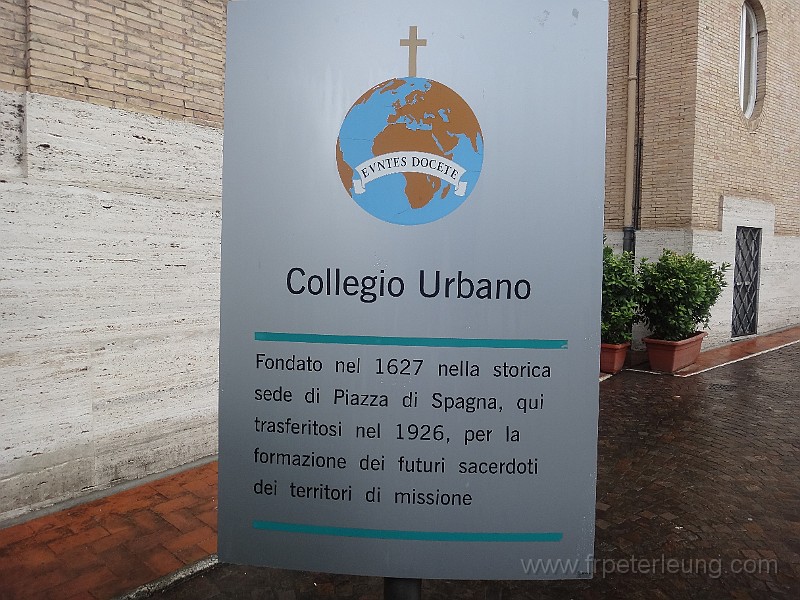 EVNTES DOCETE
Collegio Urbano
Fondato nel 1627 nella storica
sede di Piazza di Spagna, qui
trasferitosi nel 1926, per la
formazione dei futuri sacerdoti
dei territori di missione
www.frpeterleung.com